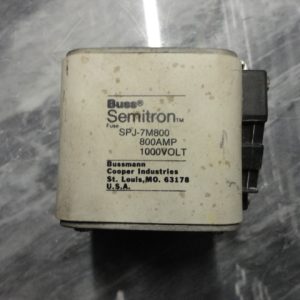 Buss®
Semitron™
Fuse
SPJ-7M800
800AMP
1000VOLT
Bussmann
Cooper Industries
St. Louis, MO. 63178
U.S.A.